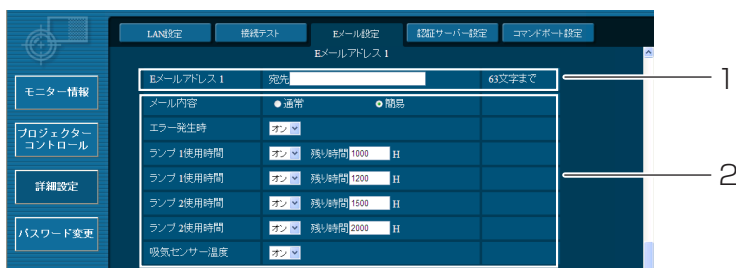 LAN設定 接続テスト Eメール設定 認証サーバー設定 コマンドポート設定
Eメールアドレス 1
Eメールアドレス 1 宛先 63文字まで
1
モニター情報
メール内容 通常 簡易
エラー発生時 オン
プロジェクター
コントロール
ランプ 1使用時間 オン 残り時間 1000 H
ランプ 1使用時間 オン 残り時間 1200 H
2
詳細設定
ランプ 2使用時間 オン 残り時間 1500 H
ランプ 2使用時間 オン 残り時間 2000 H
パスワード変更
吸気センサー温度 オン